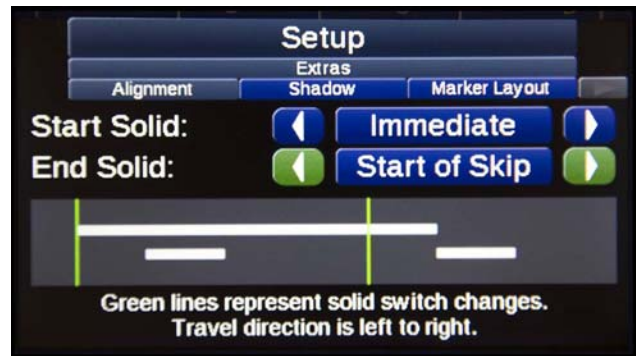 Setup
Extras
Alignment Shadow Marker Layout
Start Solid: Immediate
End Solid: Start of Skip
Green lines represent solid switch changes.
Travel direction is left to right.